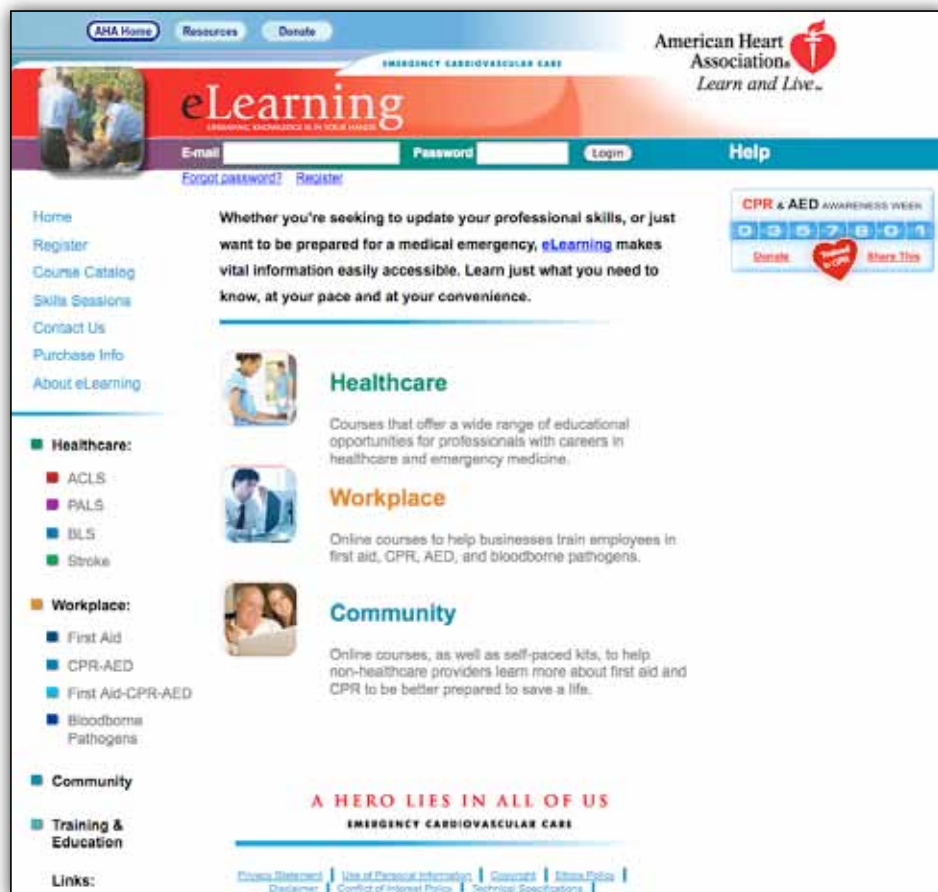 AHA Home Resources Donate
American Heart
Association®
Learn and Live℠
EMERGENCY CARDIOVASCULAR CARE
eLearning
LIFESAVING KNOWLEDGE IS IN YOUR HANDS
E-mail Password Login Help
Forgot password? Register
CPR & AED AWARENESS WEEK
0 3 5 7 8 0 1
Donate Share This
Home
Register
Course Catalog
Skills Sessions
Contact Us
Purchase Info
About eLearning
Whether you're seeking to update your professional skills, or just
want to be prepared for a medical emergency, eLearning makes
vital information easily accessible. Learn just what you need to
know, at your pace and at your convenience.
Healthcare:
ACLS
PALS
BLS
Stroke
Workplace:
First Aid
CPR-AED
First Aid-CPR-AED
Bloodborne
Pathogens
Community
Training &
Education
Links:
Healthcare
Courses that offer a wide range of educational
opportunities for professionals with careers in
healthcare and emergency medicine.
Workplace
Online courses to help businesses train employees in
first aid, CPR, AED, and bloodborne pathogens.
Community
Online courses, as well as self-paced kits, to help
non-healthcare providers learn more about first aid and
CPR to be better prepared to save a life.
A HERO LIES IN ALL OF US
EMERGENCY CARDIOVASCULAR CARE
Privacy Statement | Use of Personal Information | Copyright | Ethics Policy |
Disclaimer | Conflict of Interest Policy | Technical Specifications |